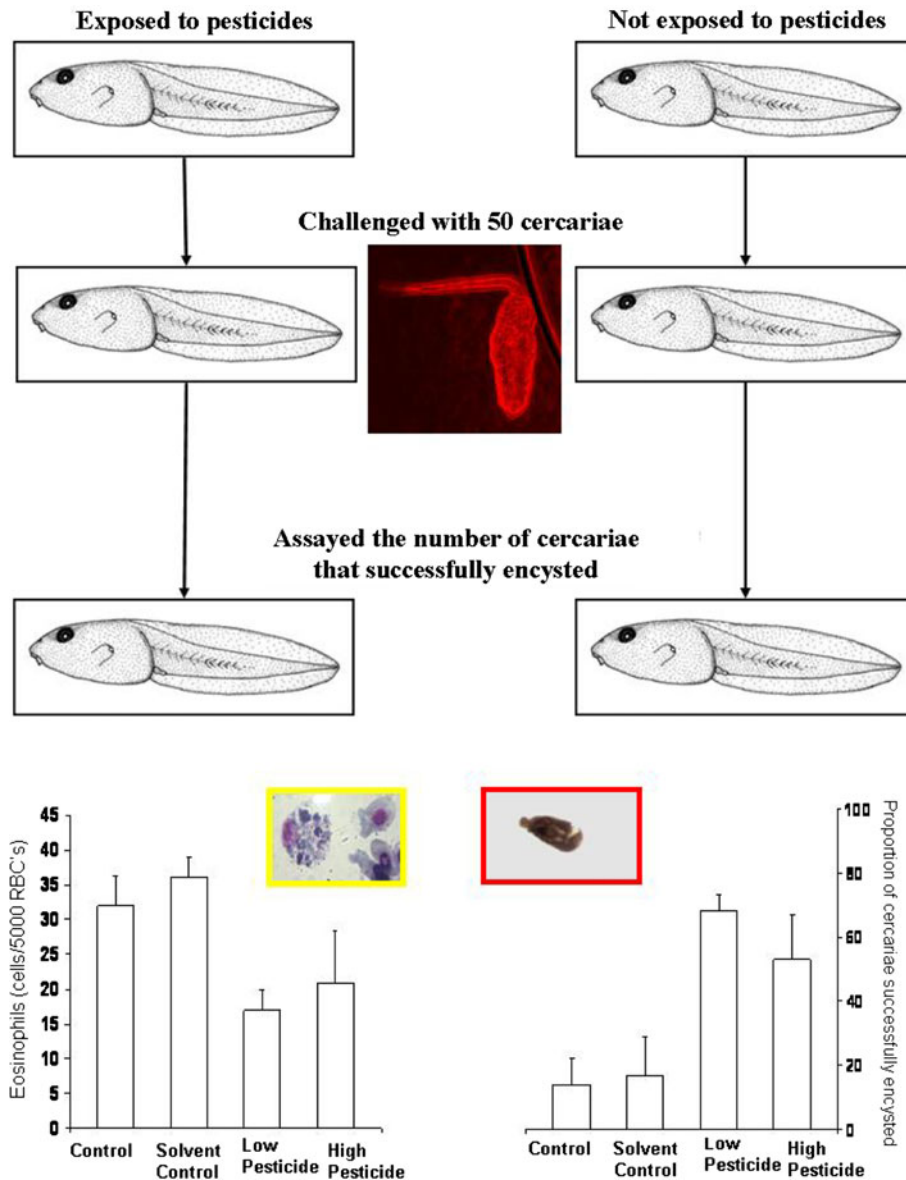 Exposed to pesticides
Not exposed to pesticides
Challenged with 50 cercariae
Assayed the number of cercariae
that successfully encysted
Eosinophils (cells/5000 RBC's)
45
40
35
30
25
20
15
10
5
0
Control
Solvent
Control
Low
Pesticide
High
Pesticide
100
80
60
40
20
0
Proportion of cercariae successfully encysted
Control
Solvent
Control
Low
Pesticide
High
Pesticide